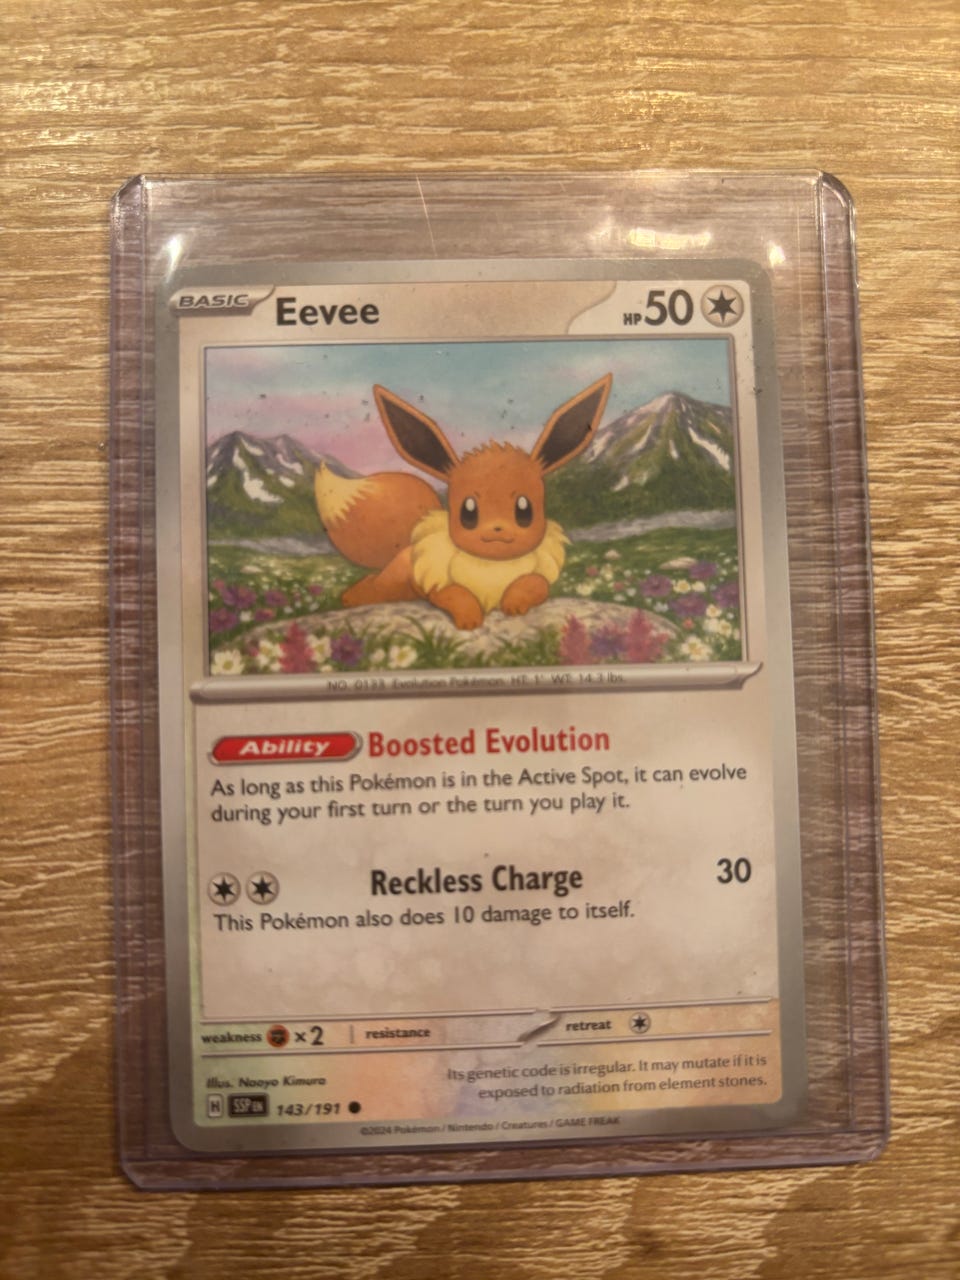 BASIC Eevee HP 50
NO. 0133 Evolution Pokémon HT: 1' WT: 14.3 lbs.
Ability Boosted Evolution
As long as this Pokémon is in the Active Spot, it can evolve
during your first turn or the turn you play it.
Reckless Charge 30
This Pokémon also does 10 damage to itself.
weakness ×2 resistance retreat
Its genetic code is irregular. It may mutate if it is
exposed to radiation from element stones.
Illus. Naoyo Kimura
H SSP EN 143/191
©2024 Pokémon / Nintendo / Creatures / GAME FREAK